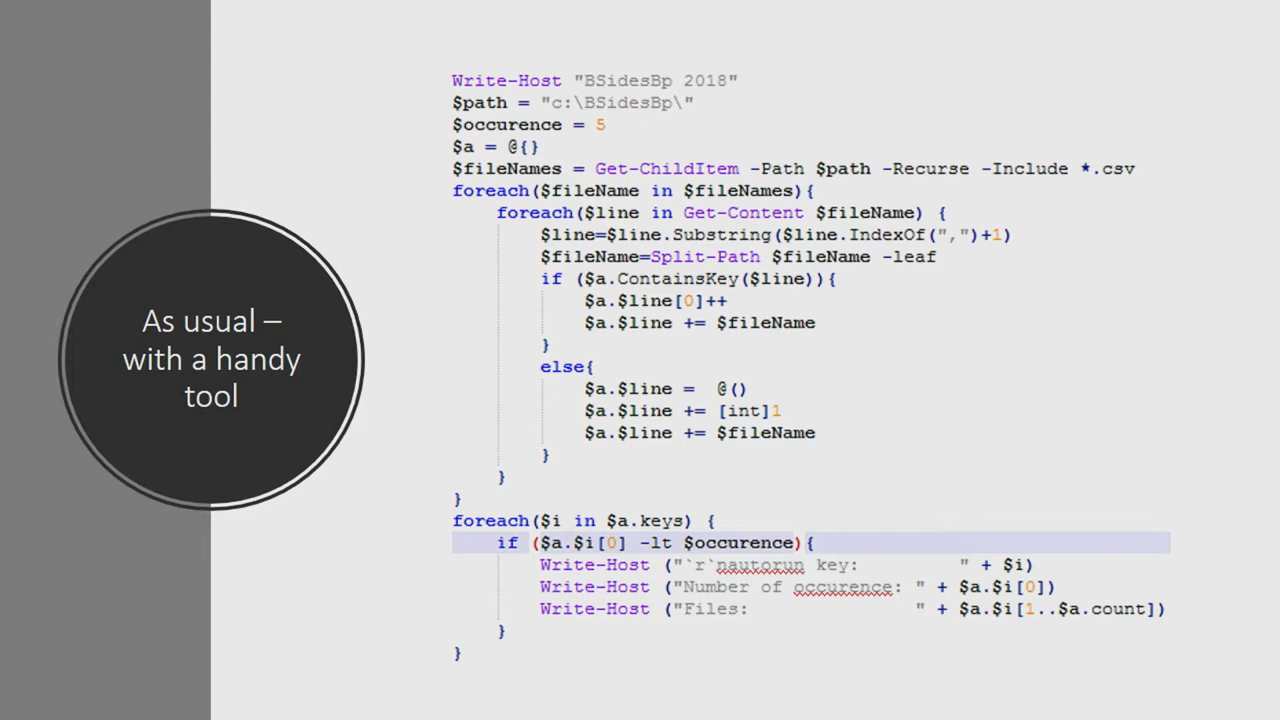 As usual –
with a handy
tool
Write-Host "BSidesBp 2018"
$path = "c:\BSidesBp\"
$occurence = 5
$a = @{}
$fileNames = Get-ChildItem -Path $path -Recurse -Include *.csv
foreach($fileName in $fileNames){
foreach($line in Get-Content $fileName) {
$line=$line.Substring($line.IndexOf(",")+1)
$fileName=Split-Path $fileName -leaf
if ($a.ContainsKey($line)){
$a.$line[0]++
$a.$line += $fileName
}
else{
$a.$line =  @()
$a.$line += [int]1
$a.$line += $fileName
}
}
}
foreach($i in $a.keys) {
if ($a.$i[0] -lt $occurence){
Write-Host ("`r`nautorun key:         " + $i)
Write-Host ("Number of occurence: " + $a.$i[0])
Write-Host ("Files:               " + $a.$i[1..$a.count])
}
}